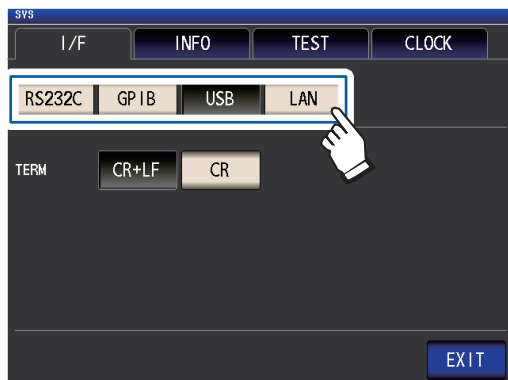 SYS
I/F INFO TEST CLOCK
RS232C GPIB USB LAN
TERM CR+LF CR
EXIT